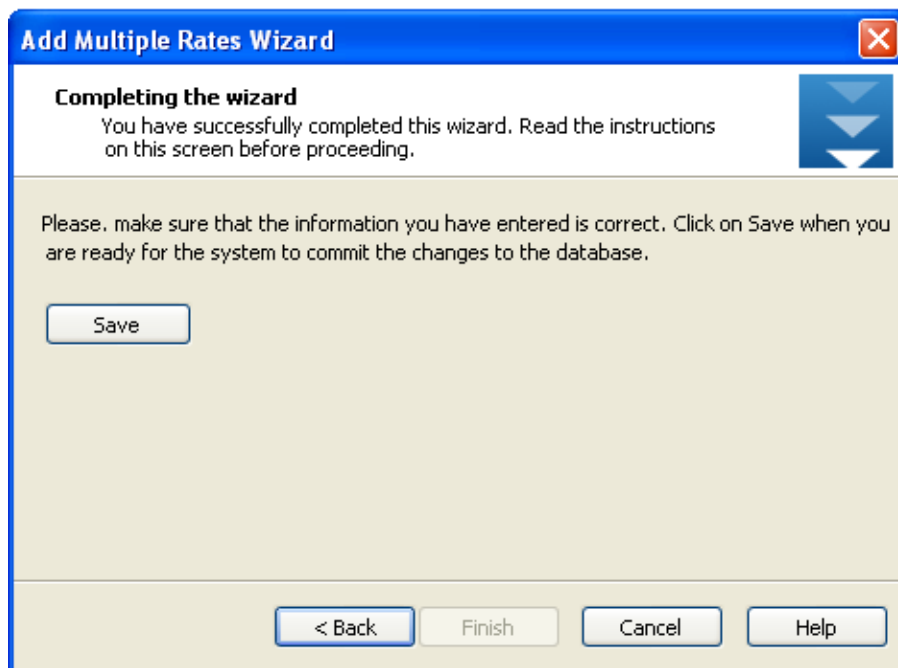 Add Multiple Rates Wizard
Completing the wizard
You have successfully completed this wizard. Read the instructions
on this screen before proceeding.
Please. make sure that the information you have entered is correct. Click on Save when you
are ready for the system to commit the changes to the database.
Save
< Back Finish Cancel Help